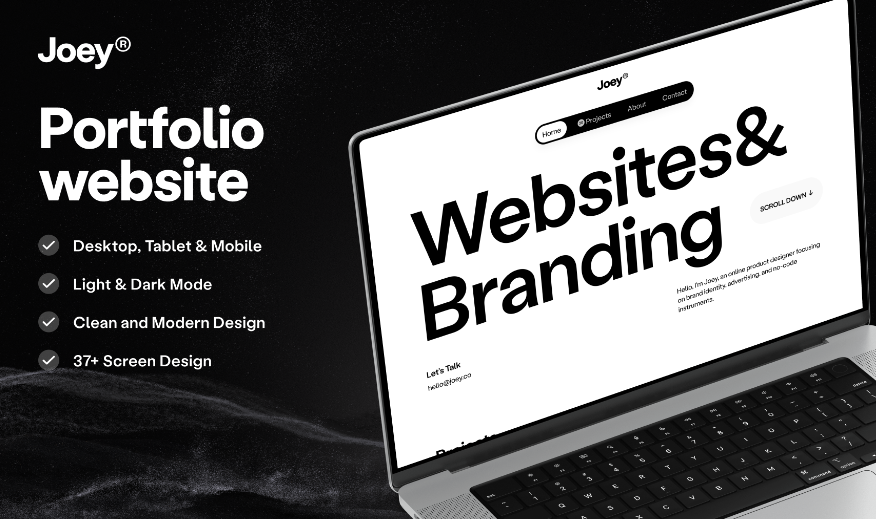 Joey®
Portfolio
website
Desktop, Tablet & Mobile
Light & Dark Mode
Clean and Modern Design
37+ Screen Design
Joey®
Home
Projects
About
Contact
Websites&
Branding
SCROLL DOWN ↓
Hello, I'm Joey, an online product designer focusing
on brand identity, advertising, and no-code
instruments.
Let's Talk
hello@joey.co